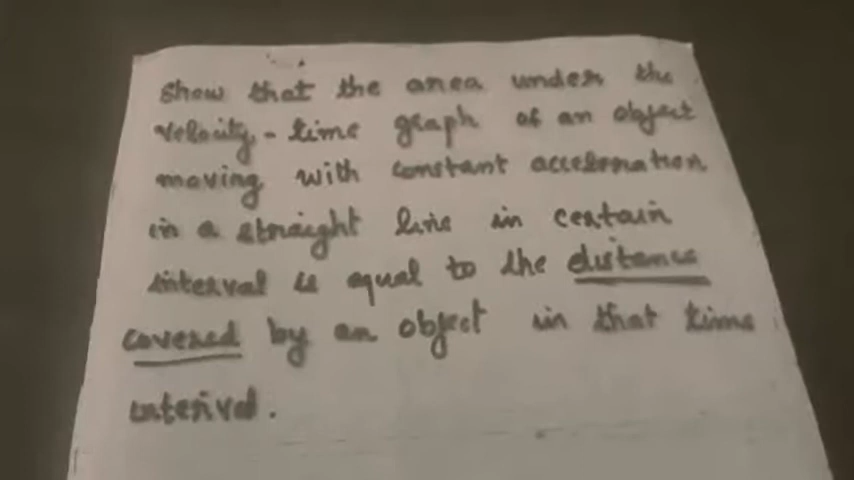 Show that the area under the
velocity - time graph of an object
moving with constant acceleration
in a straight line in certain
interval is equal to the distance
covered by an object in that time
interval.